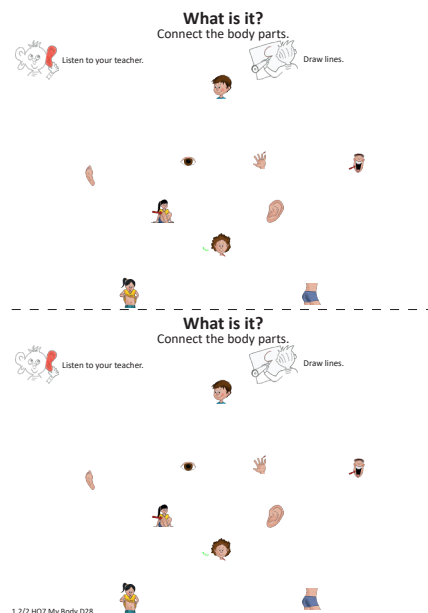 What is it?
Connect the body parts.
Listen to your teacher.
Draw lines.
What is it?
Connect the body parts.
Listen to your teacher.
Draw lines.
1.2/2 HO7 My Body D28